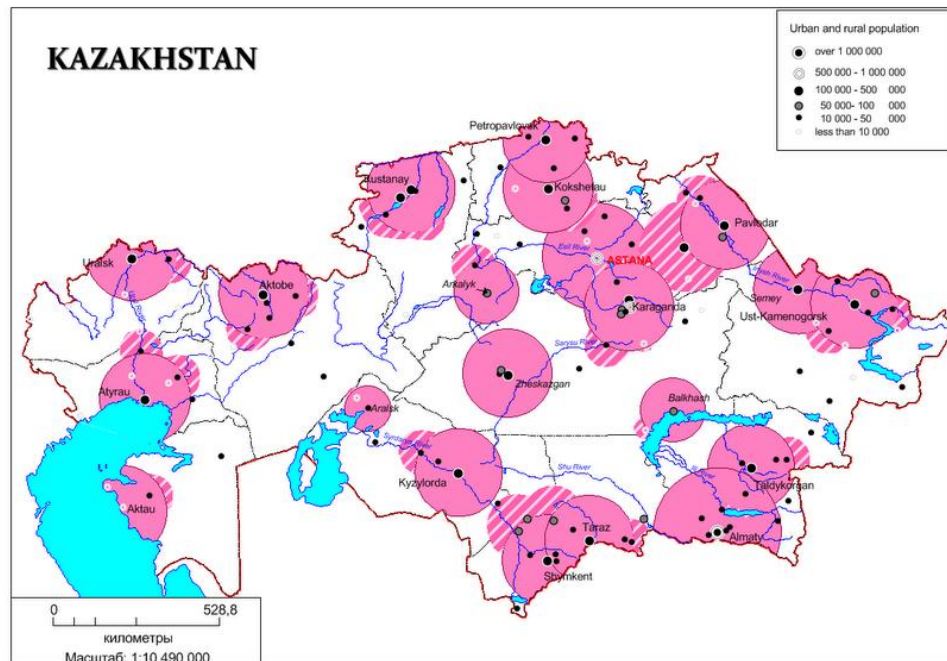 KAZAKHSTAN
Urban and rural population
over 1 000 000
500 000 - 1 000 000
100 000 - 500 000
50 000- 100 000
10 000 - 50 000
less than 10 000
Petropavlovsk
Kustanay
Kokshetau
Pavlodar
Esil River
ASTANA
Uralsk
Aktobe
Arkalyk
Karaganda
Semey
Ust-Kamenogorsk
Sarysu River
Zheskazgan
Atyrau
Aralsk
Balkhash
Syrdarya River
Shu River
Kyzylorda
Taldykorgan
Aktau
Taraz
Almaty
Shymkent
0 528,8
километры
Масштаб: 1:10 490 000